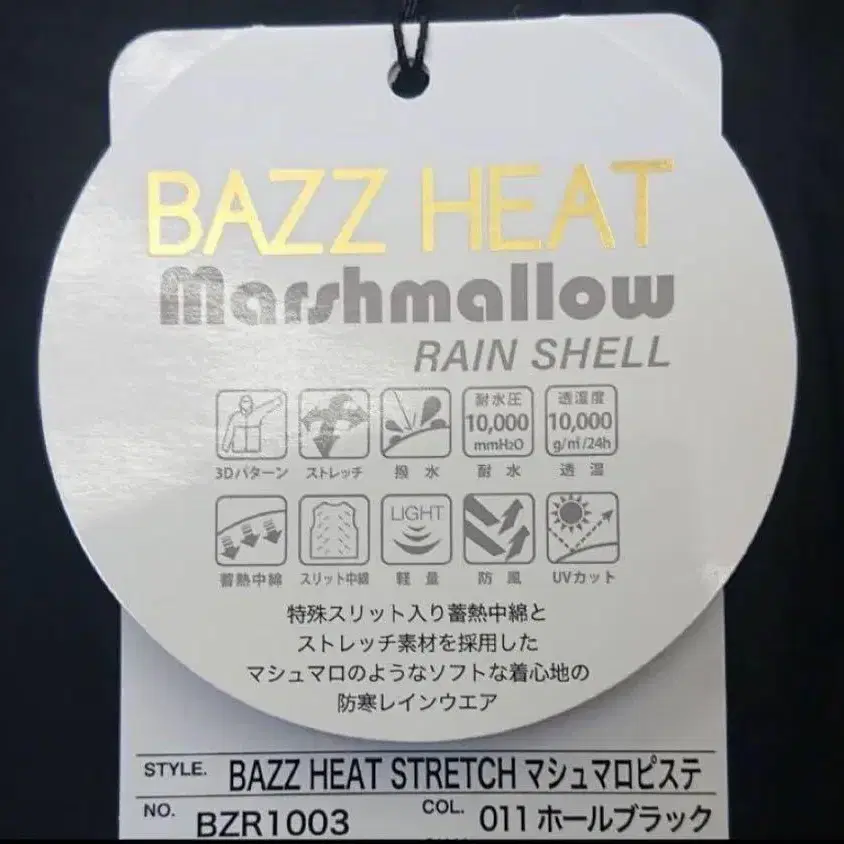 BAZZ HEAT
Marshmallow
RAIN SHELL
耐水圧 透湿度
10,000 10,000
mmH2O g/㎡/24h
3Dパターン ストレッチ 撥水 耐水 透湿
LIGHT
蓄熱中綿 スリット中綿 軽量 防風 UVカット
特殊スリット入り蓄熱中綿と
ストレッチ素材を採用した
マシュマロのようなソフトな着心地の
防寒レインウエア
STYLE. BAZZ HEAT STRETCH マシュマロピステ
NO. BZR1003 COL. 011 ホールブラック